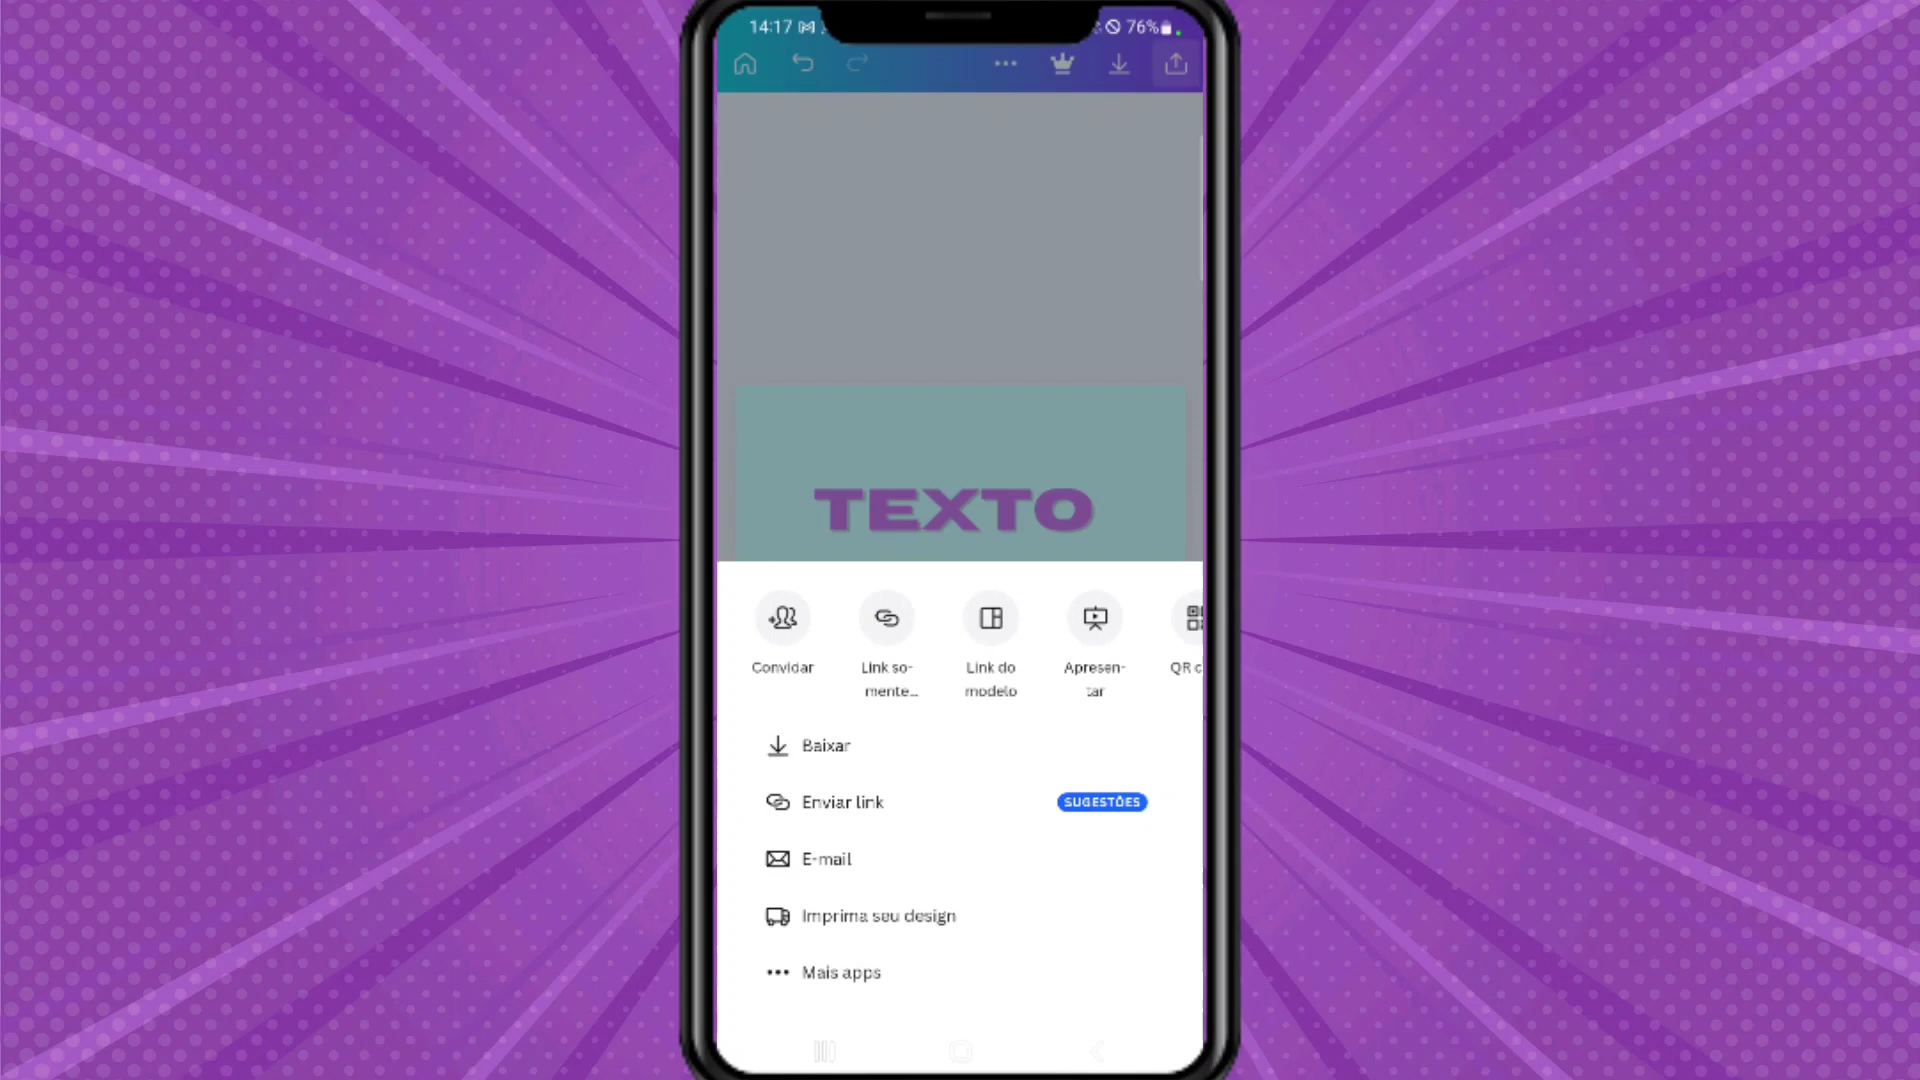 14:17 76%
TEXTO
Convidar
Link so-
mente...
Link do
modelo
Apresen-
tar
QR c
Baixar
Enviar link SUGESTÕES
E-mail
Imprima seu design
Mais apps